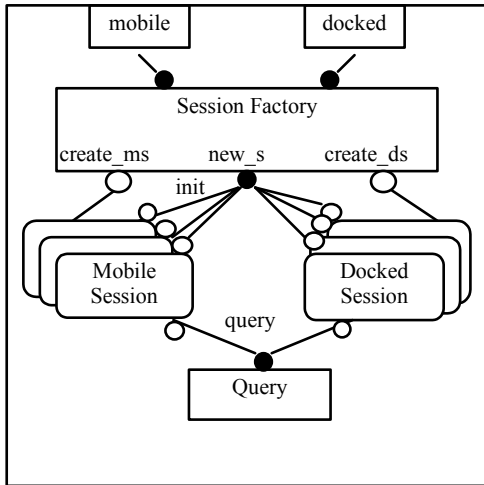 mobile
docked
Session Factory
create_ms
new_s
create_ds
init
Mobile
Session
Docked
Session
query
Query